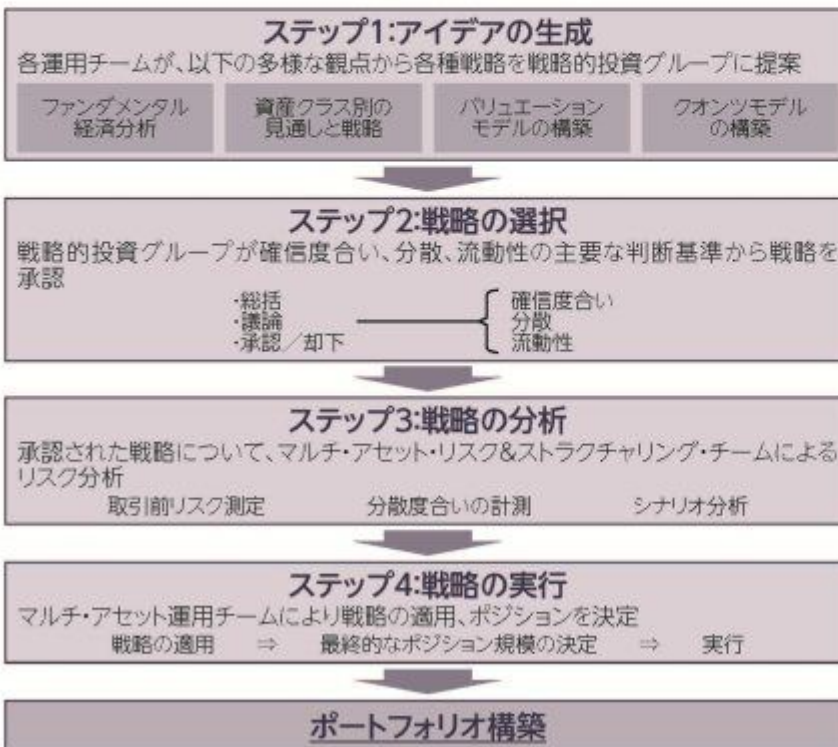 ステップ1:アイデアの生成
各運用チームが、以下の多様な観点から各種戦略を戦略的投資グループに提案
ファンダメンタル
経済分析
資産クラス別の
見通しと戦略
バリュエーション
モデルの構築
クオンツモデル
の構築
ステップ2:戦略の選択
戦略的投資グループが確信度合い、分散、流動性の主要な判断基準から戦略を
承認
・総括
・議論
・承認／却下
確信度合い
分散
流動性
ステップ3:戦略の分析
承認された戦略について、マルチ・アセット・リスク&ストラクチャリング・チームによる
リスク分析
取引前リスク測定 分散度合いの計測 シナリオ分析
ステップ4:戦略の実行
マルチ・アセット運用チームにより戦略の適用、ポジションを決定
戦略の適用 ⇒ 最終的なポジション規模の決定 ⇒ 実行
ポートフォリオ構築